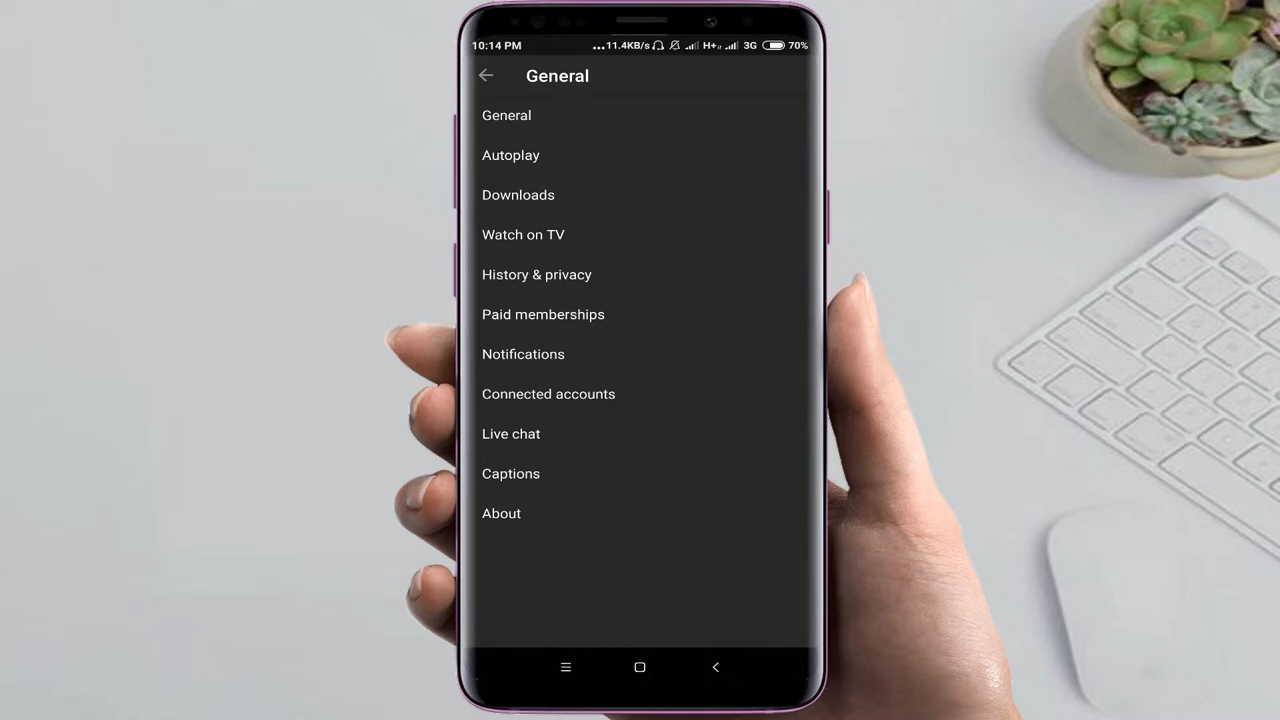 10:14 PM ...11.4KB/s H+ 3G 70%
General
General
Autoplay
Downloads
Watch on TV
History & privacy
Paid memberships
Notifications
Connected accounts
Live chat
Captions
About